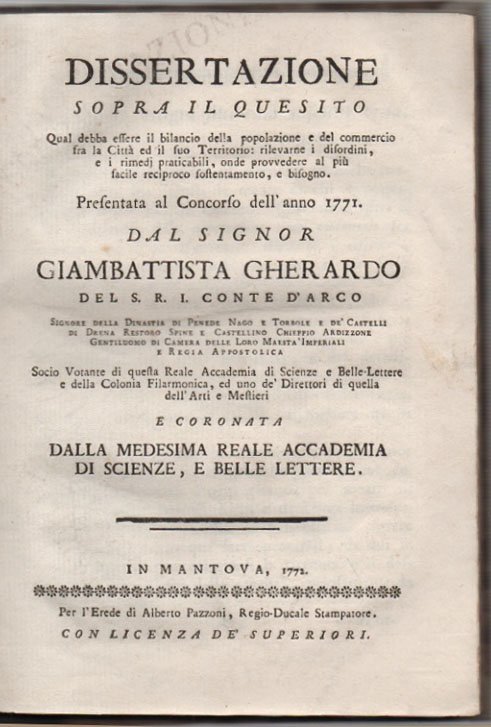 DISSERTAZIONE
SOPRA IL QUESITO
Qual debba eſſere il bilancio della popolazione e del commercio
fra la Città ed il ſuo Territorio: rilevarne i diſordini,
e i rimedj praticabili, onde provvedere al più
facile reciproco ſoſtentamento, e biſogno.
Preſentata al Concorſo dell'anno 1771.
DAL SIGNOR
GIAMBATTISTA GHERARDO
DEL S. R. I. CONTE D'ARCO
SIGNORE DELLA DINASTIA DI PENEDE NAGO E TORBOLE E DE' CASTELLI
DI DRENA RESTORO SPINE E CASTELLINO CHIEPPIO ARDIZZONE
GENTILUOMO DI CAMERA DELLE LORO MAESTA' IMPERIALI
E REGIA APPOSTOLICA
Socio Votante di queſta Reale Accademia di Scienze e Belle-Lettere
e della Colonia Filarmonica, ed uno de' Direttori di quella
dell'Arti e Meſtieri
E CORONATA
DALLA MEDESIMA REALE ACCADEMIA
DI SCIENZE, E BELLE LETTERE.
IN MANTOVA, 1772.
Per l'Erede di Alberto Pazzoni, Regio-Ducale Stampatore.
CON LICENZA DE' SUPERIORI.